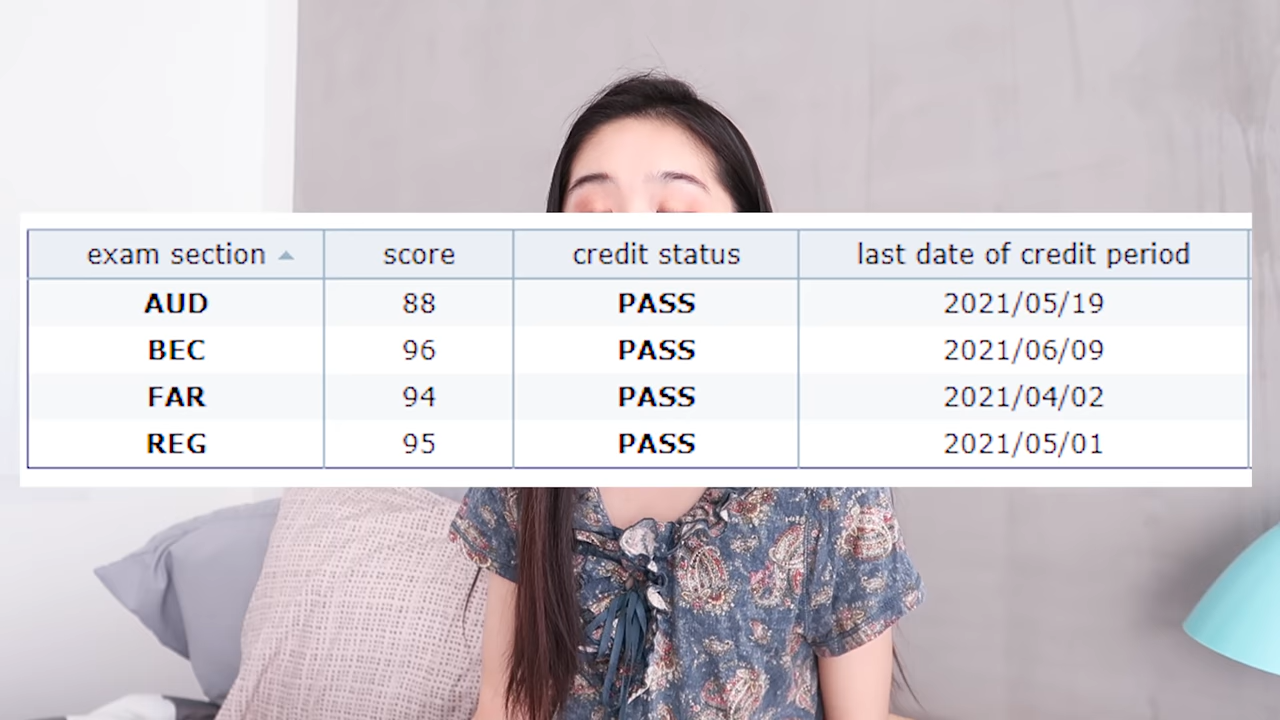 exam section score credit status last date of credit period
AUD 88 PASS 2021/05/19
BEC 96 PASS 2021/06/09
FAR 94 PASS 2021/04/02
REG 95 PASS 2021/05/01